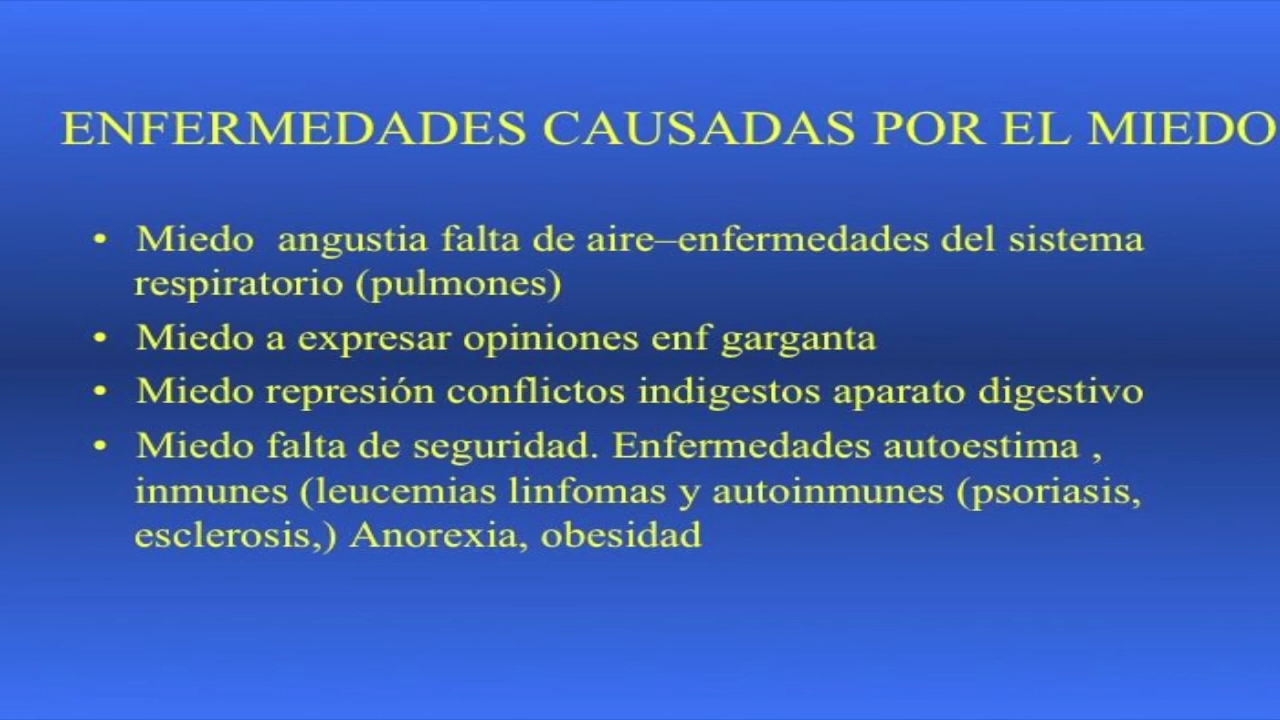 ENFERMEDADES CAUSADAS POR EL MIEDO
• Miedo  angustia falta de aire–enfermedades del sistema
respiratorio (pulmones)
• Miedo a expresar opiniones enf garganta
• Miedo represión conflictos indigestos aparato digestivo
• Miedo falta de seguridad. Enfermedades autoestima ,
inmunes (leucemias linfomas y autoinmunes (psoriasis,
esclerosis,) Anorexia, obesidad